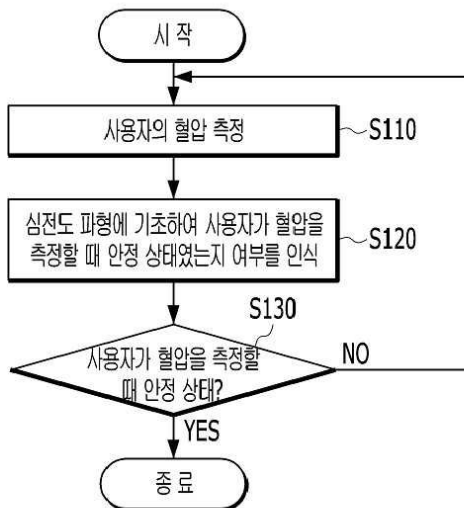 시작
사용자의 혈압 측정
S110
심전도 파형에 기초하여 사용자가 혈압을
측정할 때 안정 상태였는지 여부를 인식
S120
S130
사용자가 혈압을 측정할
때 안정 상태?
NO
YES
종료